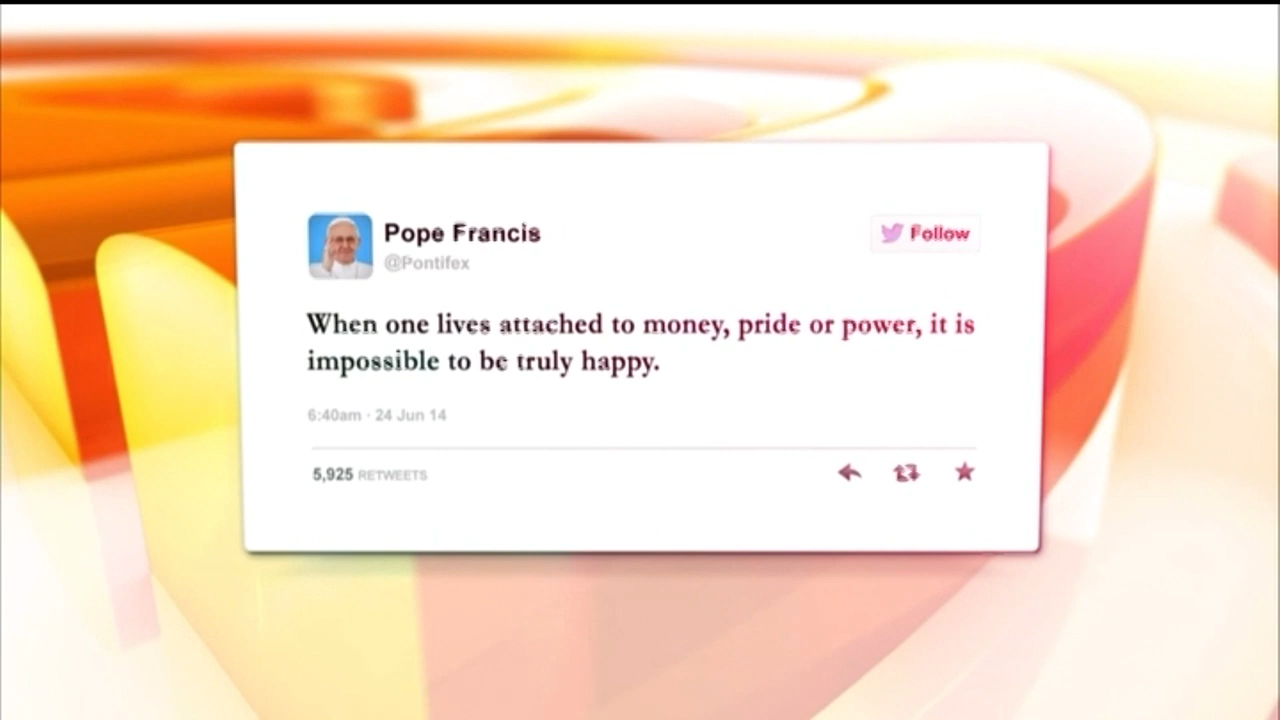 Pope Francis
@Pontifex
Follow
When one lives attached to money, pride or power, it is
impossible to be truly happy.
6:40am · 24 Jun 14
5,925 RETWEETS